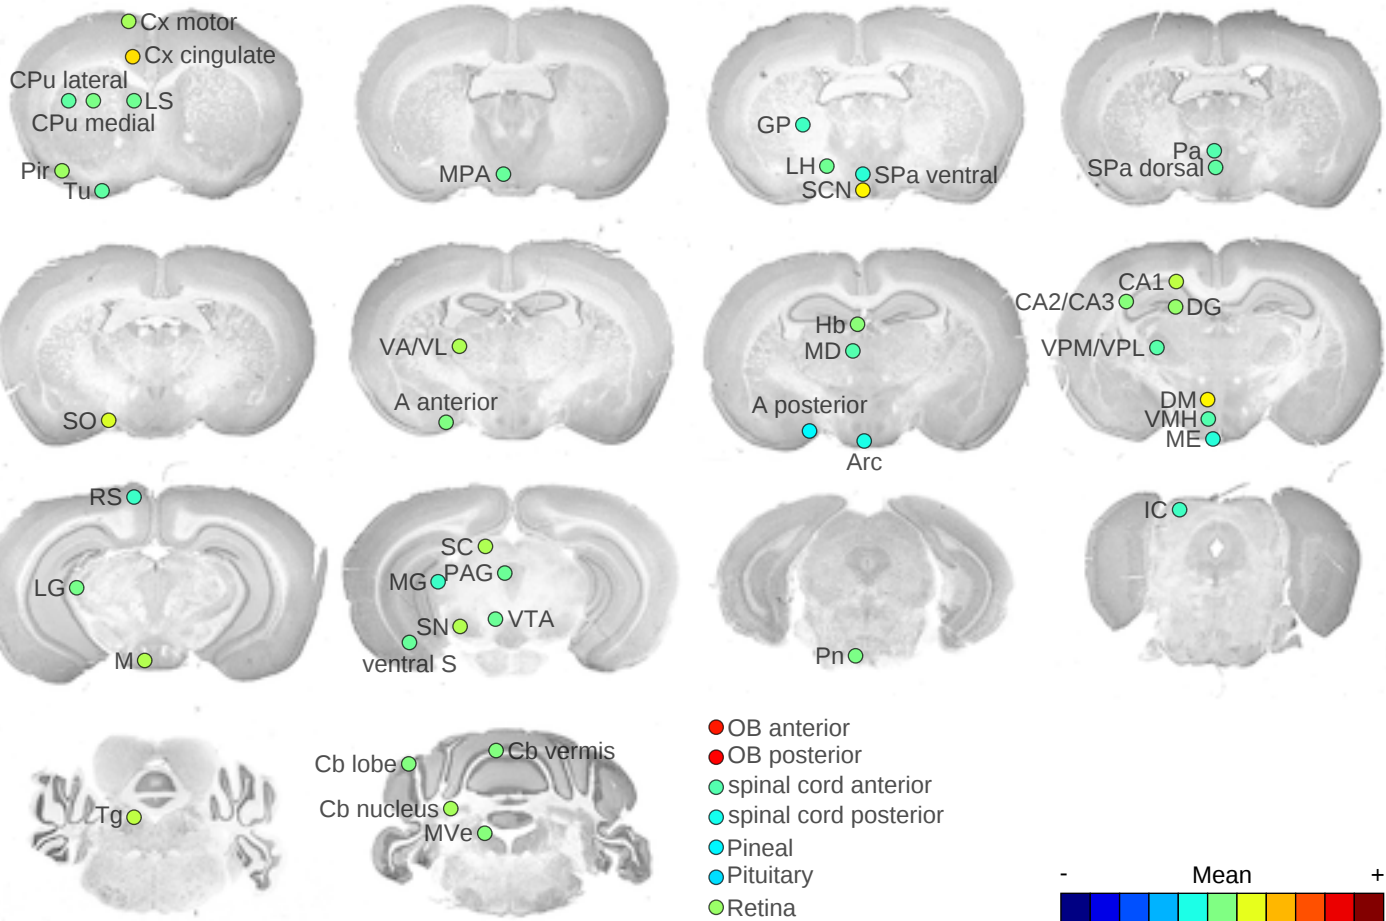 Cx motor
Cx cingulate
CPu lateral
LS
CPu medial
Pir
Tu
MPA
GP
LH
SPa ventral
SCN
Pa
SPa dorsal
SO
VA/VL
A anterior
Hb
MD
A posterior
Arc
CA1
CA2/CA3
DG
VPM/VPL
DM
VMH
ME
RS
LG
M
SC
MG
PAG
SN
VTA
ventral S
Pn
IC
Tg
Cb lobe
Cb vermis
Cb nucleus
MVe
OB anterior
OB posterior
spinal cord anterior
spinal cord posterior
Pineal
Pituitary
Retina
- Mean +